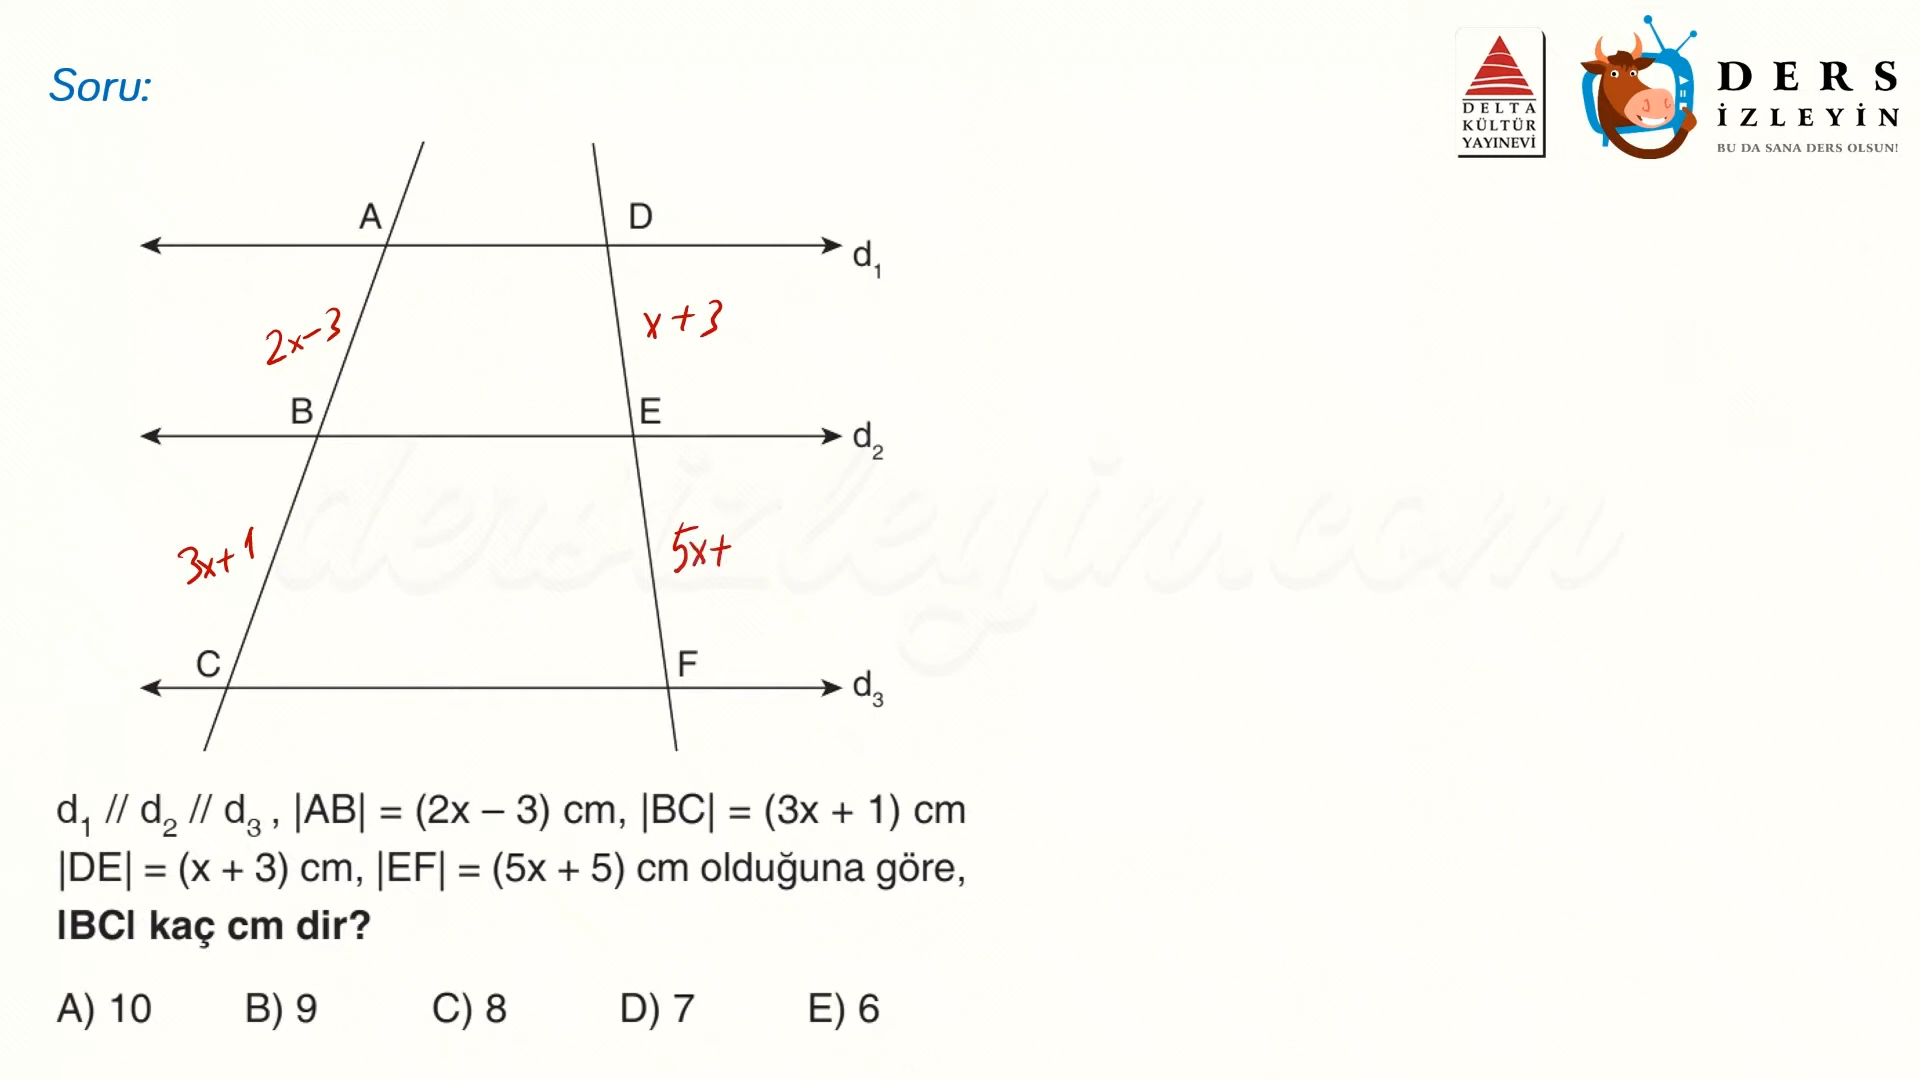 Soru:
DELTA
KÜLTÜR
YAYINEVİ
DERS
İZLEYİN
BU DA SANA DERS OLSUN!
A
D
d₁
2x-3
x+3
B
E
d₂
3x+1
5x+
C
F
d₃
dersizleyin.com
d₁ // d₂ // d₃ , |AB| = (2x – 3) cm, |BC| = (3x + 1) cm
|DE| = (x + 3) cm, |EF| = (5x + 5) cm olduğuna göre,
|BC| kaç cm dir?
A) 10 B) 9 C) 8 D) 7 E) 6